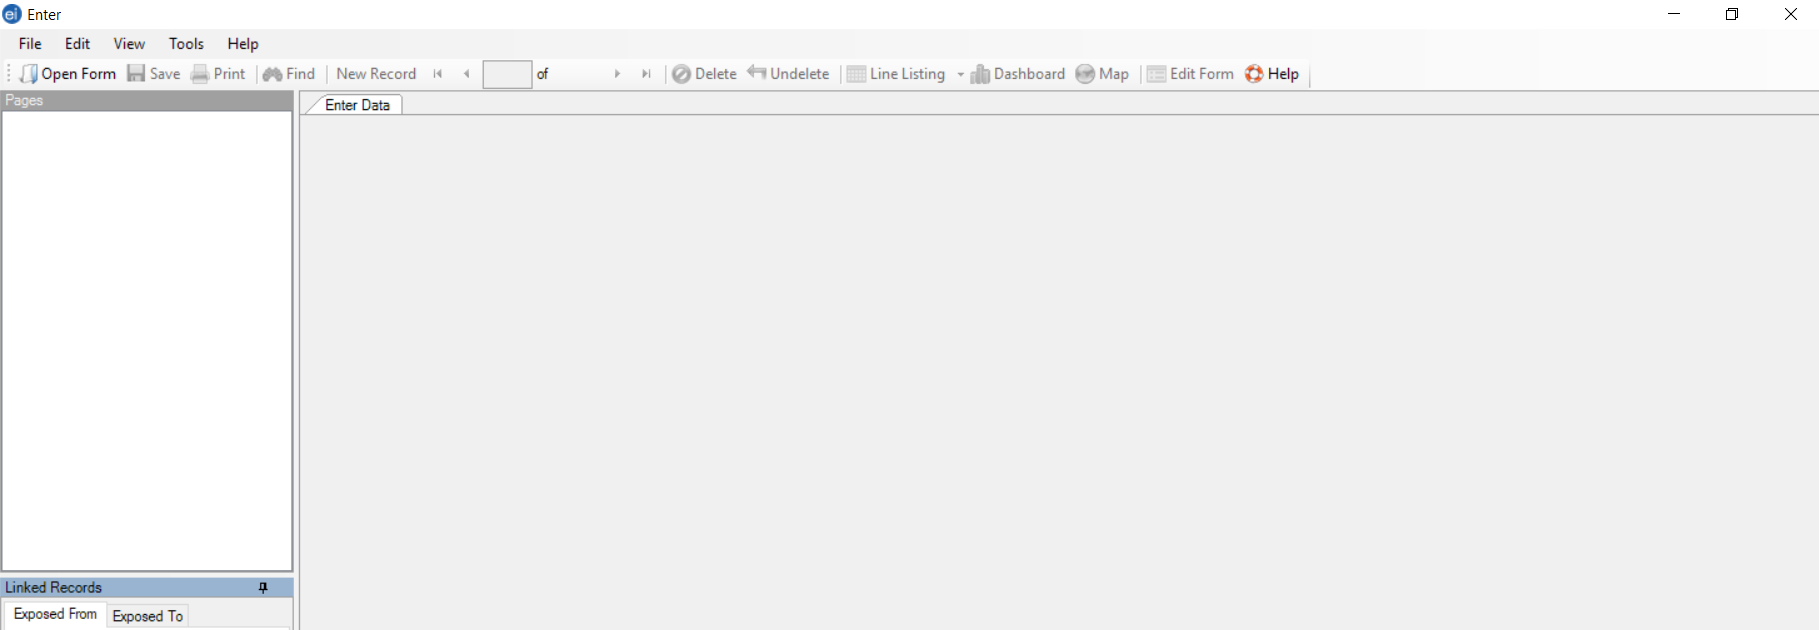 ei Enter
File Edit View Tools Help
Open Form Save Print Find New Record of Delete Undelete Line Listing Dashboard Map Edit Form Help
Pages
Enter Data
Linked Records
Exposed From Exposed To